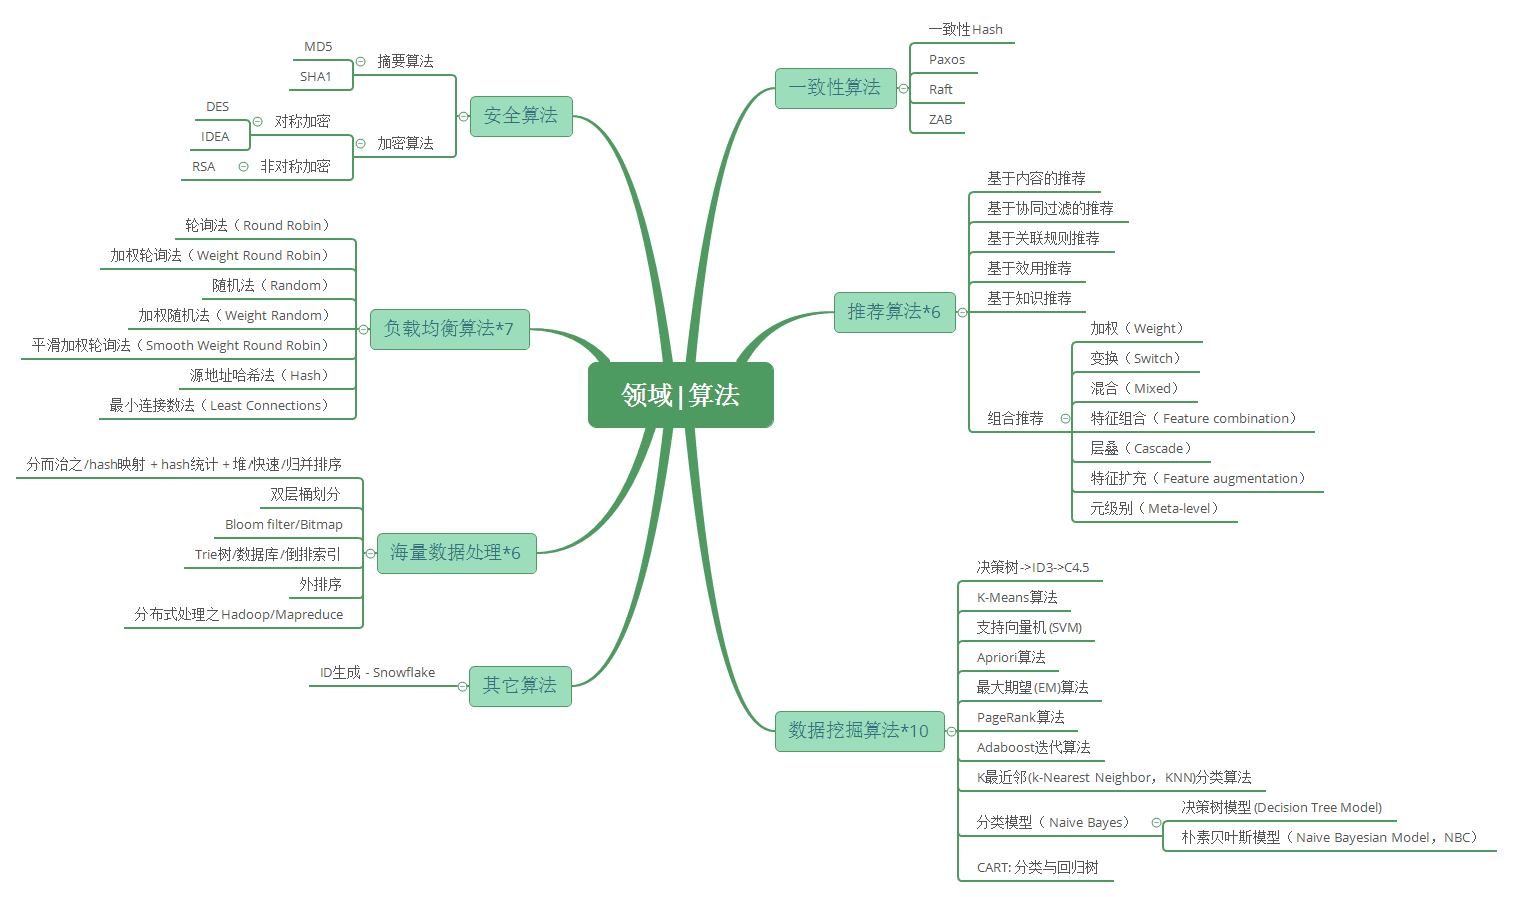 领域|算法
安全算法
摘要算法
MD5
SHA1
加密算法
对称加密
DES
IDEA
非对称加密
RSA
负载均衡算法*7
轮询法（Round Robin）
加权轮询法（Weight Round Robin）
随机法（Random）
加权随机法（Weight Random）
平滑加权轮询法（Smooth Weight Round Robin）
源地址哈希法（Hash）
最小连接数法（Least Connections）
海量数据处理*6
分而治之/hash映射 + hash统计 + 堆/快速/归并排序
双层桶划分
Bloom filter/Bitmap
Trie树/数据库/倒排索引
外排序
分布式处理之Hadoop/Mapreduce
其它算法
ID生成 - Snowflake
一致性算法
一致性Hash
Paxos
Raft
ZAB
推荐算法*6
基于内容的推荐
基于协同过滤的推荐
基于关联规则推荐
基于效用推荐
基于知识推荐
组合推荐
加权（Weight）
变换（Switch）
混合（Mixed）
特征组合（Feature combination）
层叠（Cascade）
特征扩充（Feature augmentation）
元级别（Meta-level）
数据挖掘算法*10
决策树->ID3->C4.5
K-Means算法
支持向量机(SVM)
Apriori算法
最大期望(EM)算法
PageRank算法
Adaboost迭代算法
K最近邻(k-Nearest Neighbor，KNN)分类算法
分类模型（Naive Bayes）
决策树模型(Decision Tree Model)
朴素贝叶斯模型（Naive Bayesian Model，NBC）
CART: 分类与回归树